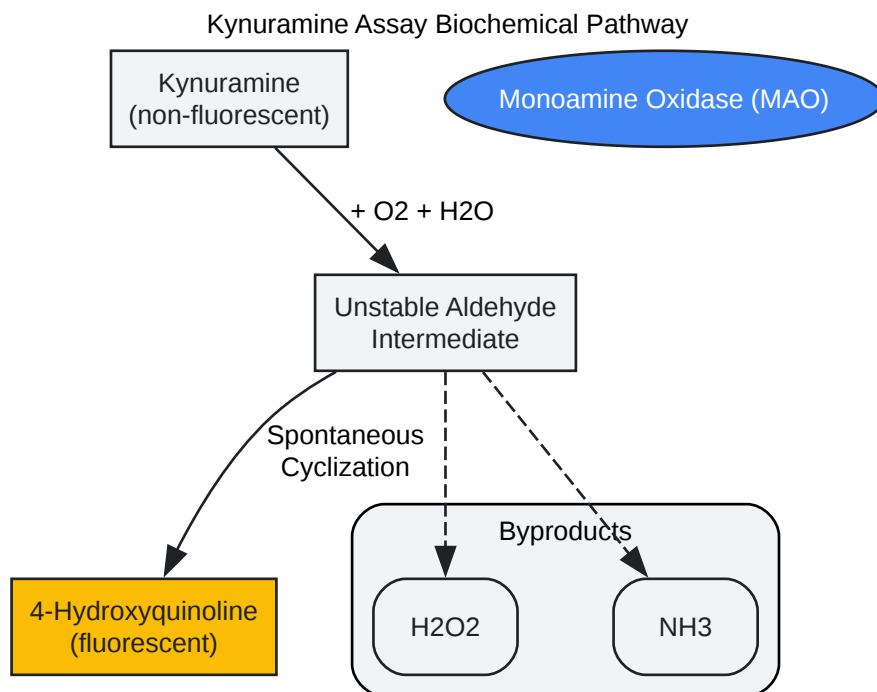 Kynuramine Assay Biochemical Pathway
Kynuramine
(non-fluorescent)
Monoamine Oxidase (MAO)
+ O2 + H2O
Unstable Aldehyde
Intermediate
Spontaneous
Cyclization
Byproducts
4-Hydroxyquinoline
(fluorescent)
H2O2
NH3